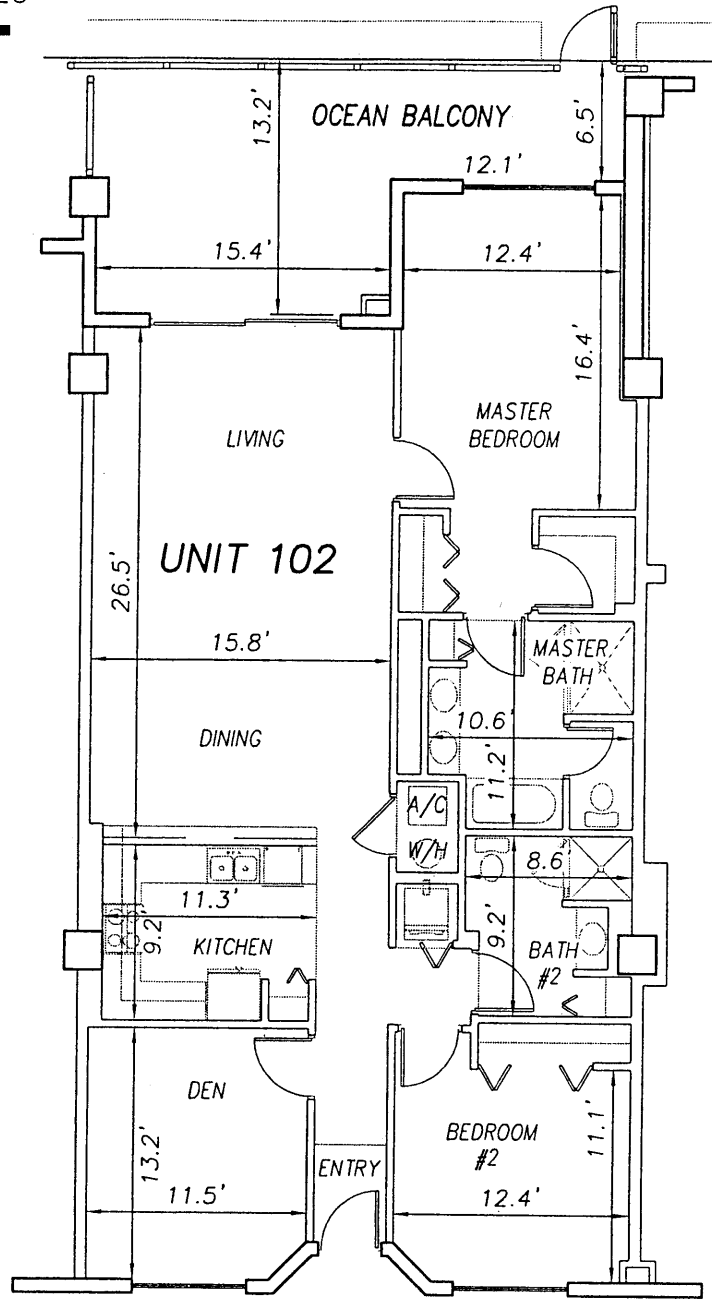 OCEAN BALCONY
13.2'
6.5'
12.1'
15.4'
12.4'
16.4'
MASTER
BEDROOM
LIVING
UNIT 102
26.5'
15.8'
MASTER
BATH
10.6'
11.2'
DINING
A/C
W/H
8.6'
11.3'
9.2'
KITCHEN
9.2'
BATH
#2
DEN
13.2'
11.5'
ENTRY
BEDROOM
#2
11.1'
12.4'